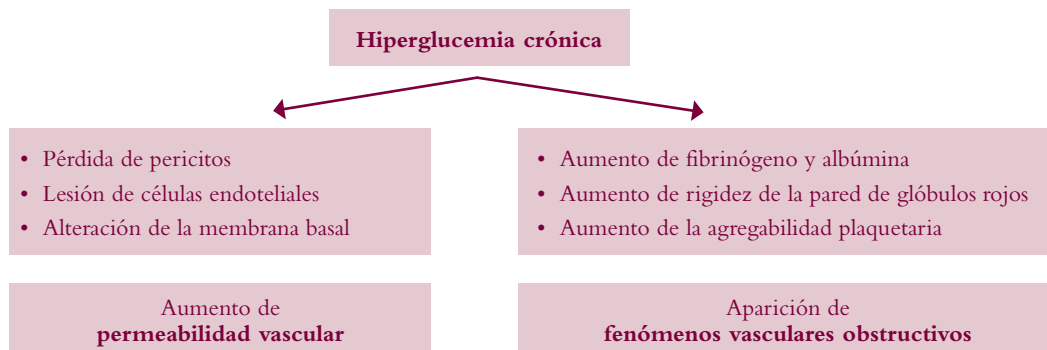 Hiperglucemia crónica
• Pérdida de pericitos
• Lesión de células endoteliales
• Alteración de la membrana basal
• Aumento de fibrinógeno y albúmina
• Aumento de rigidez de la pared de glóbulos rojos
• Aumento de la agregabilidad plaquetaria
Aumento de
permeabilidad vascular
Aparición de
fenómenos vasculares obstructivos